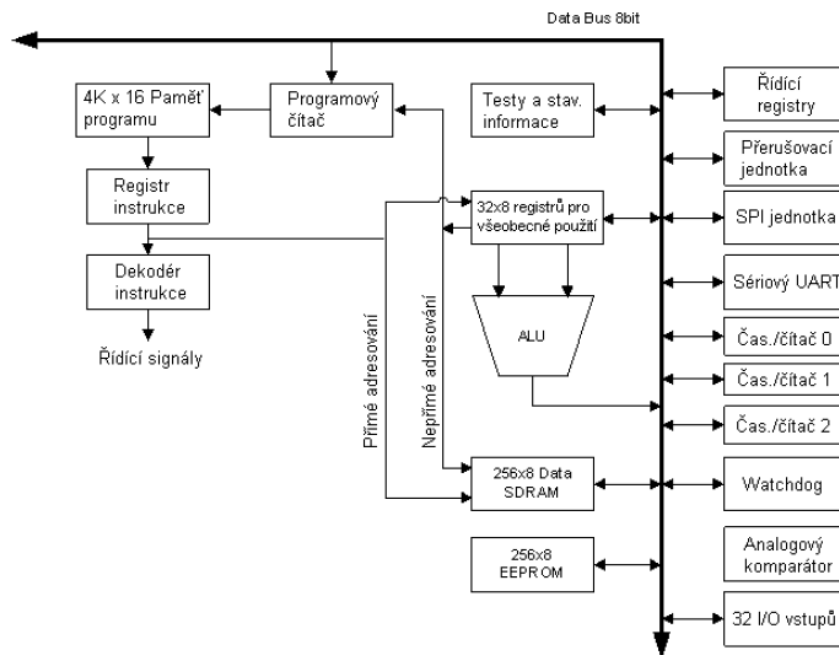 Data Bus 8bit
4K x 16 Paměť
programu
Programový
čítač
Testy a stav.
informace
Řídící
registry
Přerušovací
jednotka
Registr
instrukce
32x8 registrů pro
všeobecné použití
SPI jednotka
Dekodér
instrukce
Sériový UART
Řídící signály
Přímé adresování
Nepřímé adresování
ALU
Čas./čítač 0
Čas./čítač 1
Čas./čítač 2
256x8 Data
SDRAM
Watchdog
256x8
EEPROM
Analogový
komparátor
32 I/O vstupů